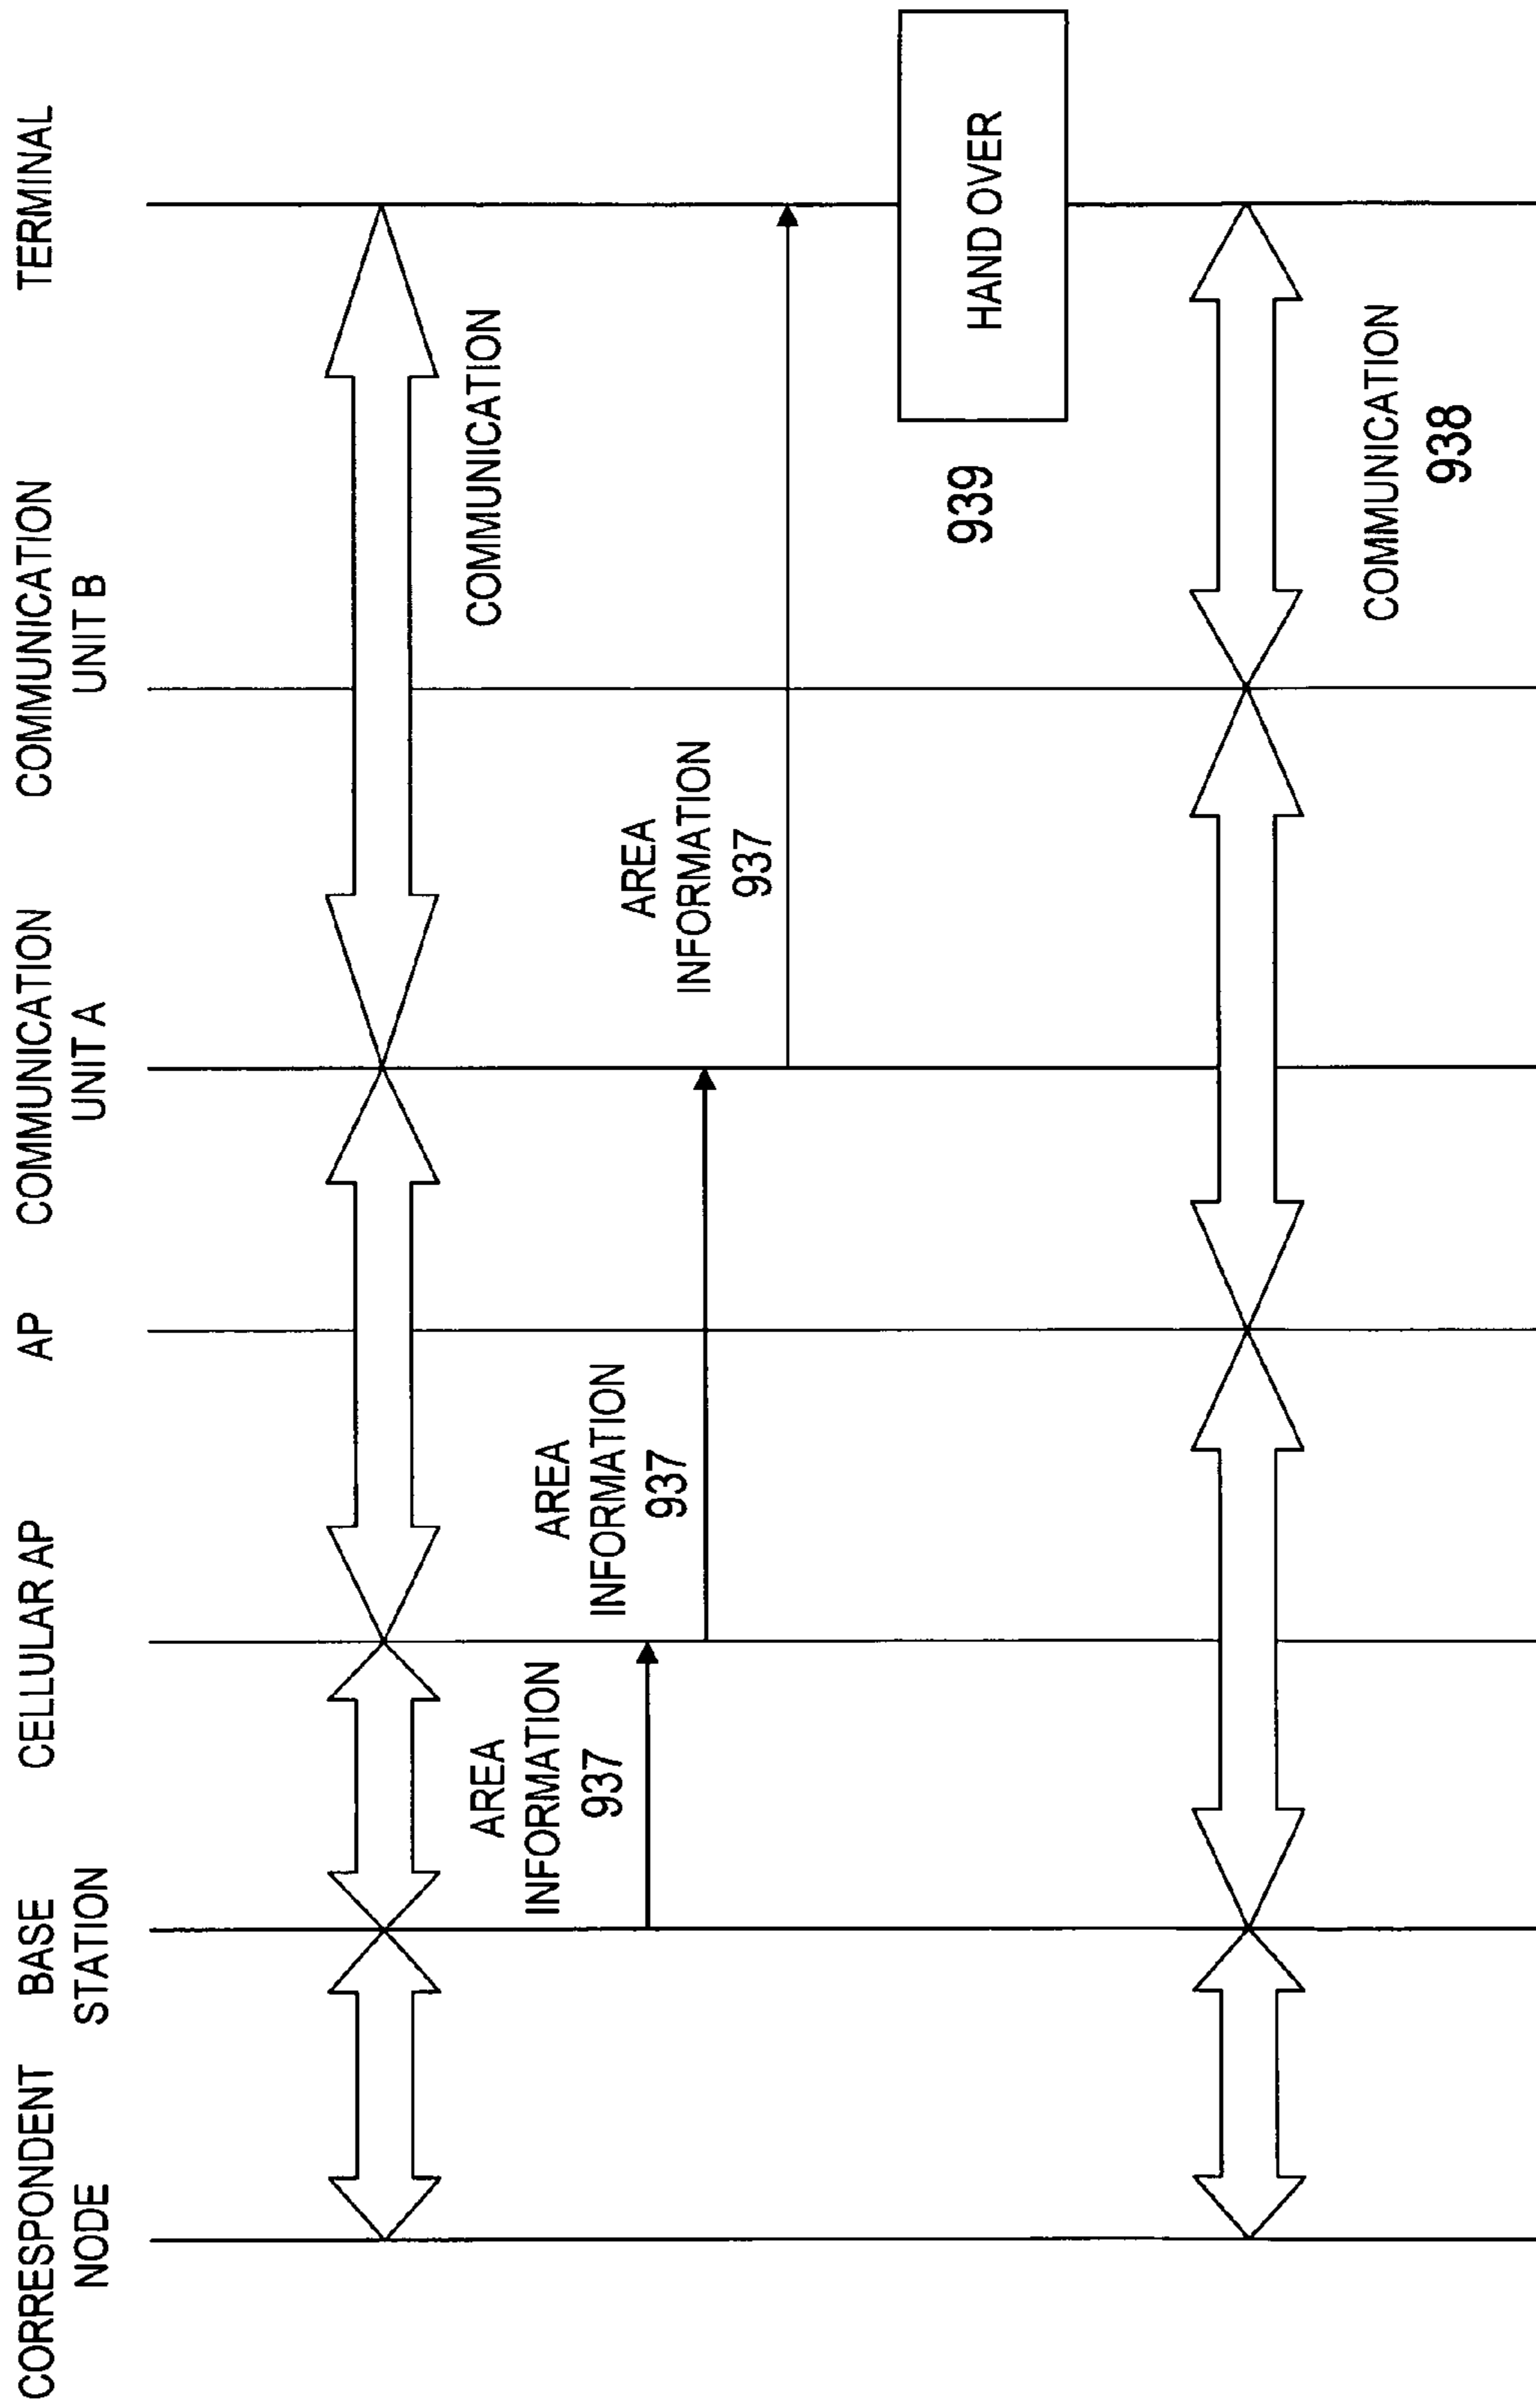 CORRESPONDENT
NODE
BASE
STATION
CELLULAR AP
AP
COMMUNICATION
UNIT A
COMMUNICATION
UNIT B
TERMINAL
COMMUNICATION
AREA
INFORMATION
937
AREA
INFORMATION
937
AREA
INFORMATION
937
939
HAND OVER
COMMUNICATION
938